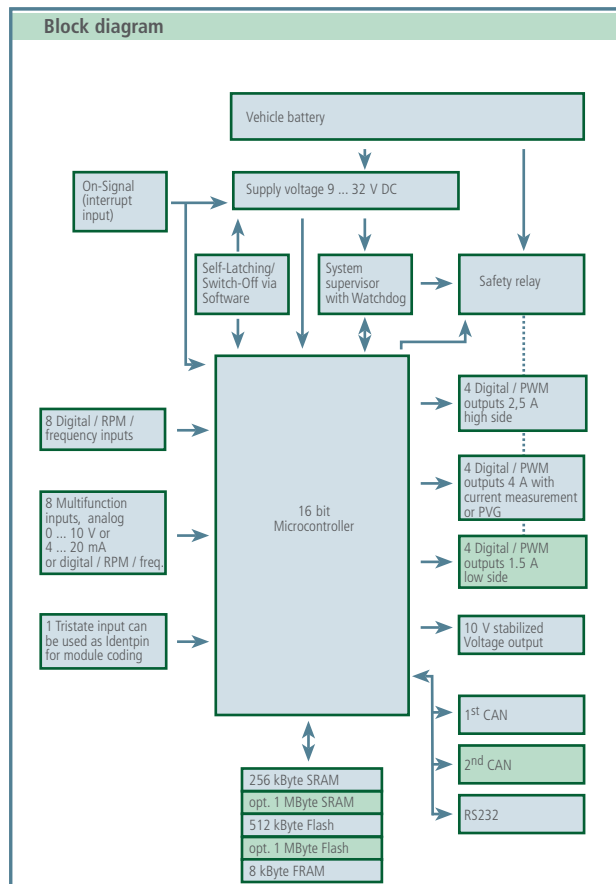 Block diagram
Vehicle battery
On-Signal
(interrupt
input)
Supply voltage 9 ... 32 V DC
Self-Latching/
Switch-Off via
Software
System
supervisor
with Watchdog
Safety relay
8 Digital / RPM /
frequency inputs
8 Multifunction
inputs, analog
0 ... 10 V or
4 ... 20 mA
or digital / RPM / freq.
1 Tristate input can
be used as Identpin
for module coding
16 bit
Microcontroller
4 Digital / PWM
outputs 2,5 A
high side
4 Digital / PWM
outputs 4 A with
current measurement
or PVG
4 Digital / PWM
outputs 1.5 A
low side
10 V stabilized
Voltage output
1st CAN
2nd CAN
RS232
256 kByte SRAM
opt. 1 MByte SRAM
512 kByte Flash
opt. 1 MByte Flash
8 kByte FRAM